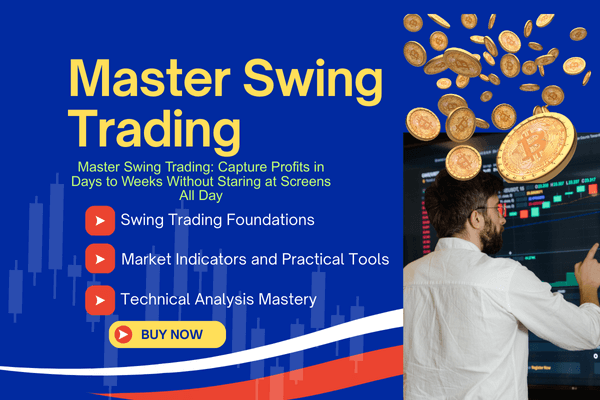 Master Swing
Trading
Master Swing Trading: Capture Profits in
Days to Weeks Without Staring at Screens
All Day
Swing Trading Foundations
Market Indicators and Practical Tools
Technical Analysis Mastery
BUY NOW